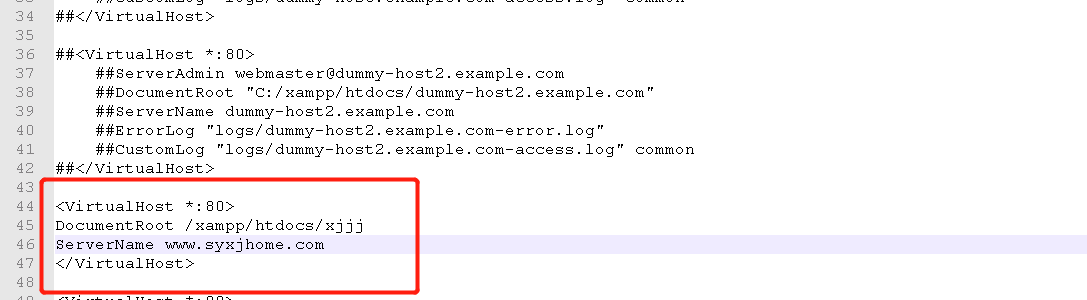 34 ##</VirtualHost>
35
36 ##<VirtualHost *:80>
37 ##ServerAdmin webmaster@dummy-host2.example.com
38 ##DocumentRoot "C:/xampp/htdocs/dummy-host2.example.com"
39 ##ServerName dummy-host2.example.com
40 ##ErrorLog "logs/dummy-host2.example.com-error.log"
41 ##CustomLog "logs/dummy-host2.example.com-access.log" common
42 ##</VirtualHost>
43
44 <VirtualHost *:80>
45 DocumentRoot /xampp/htdocs/xjjj
46 ServerName www.syxjhome.com
47 </VirtualHost>
48